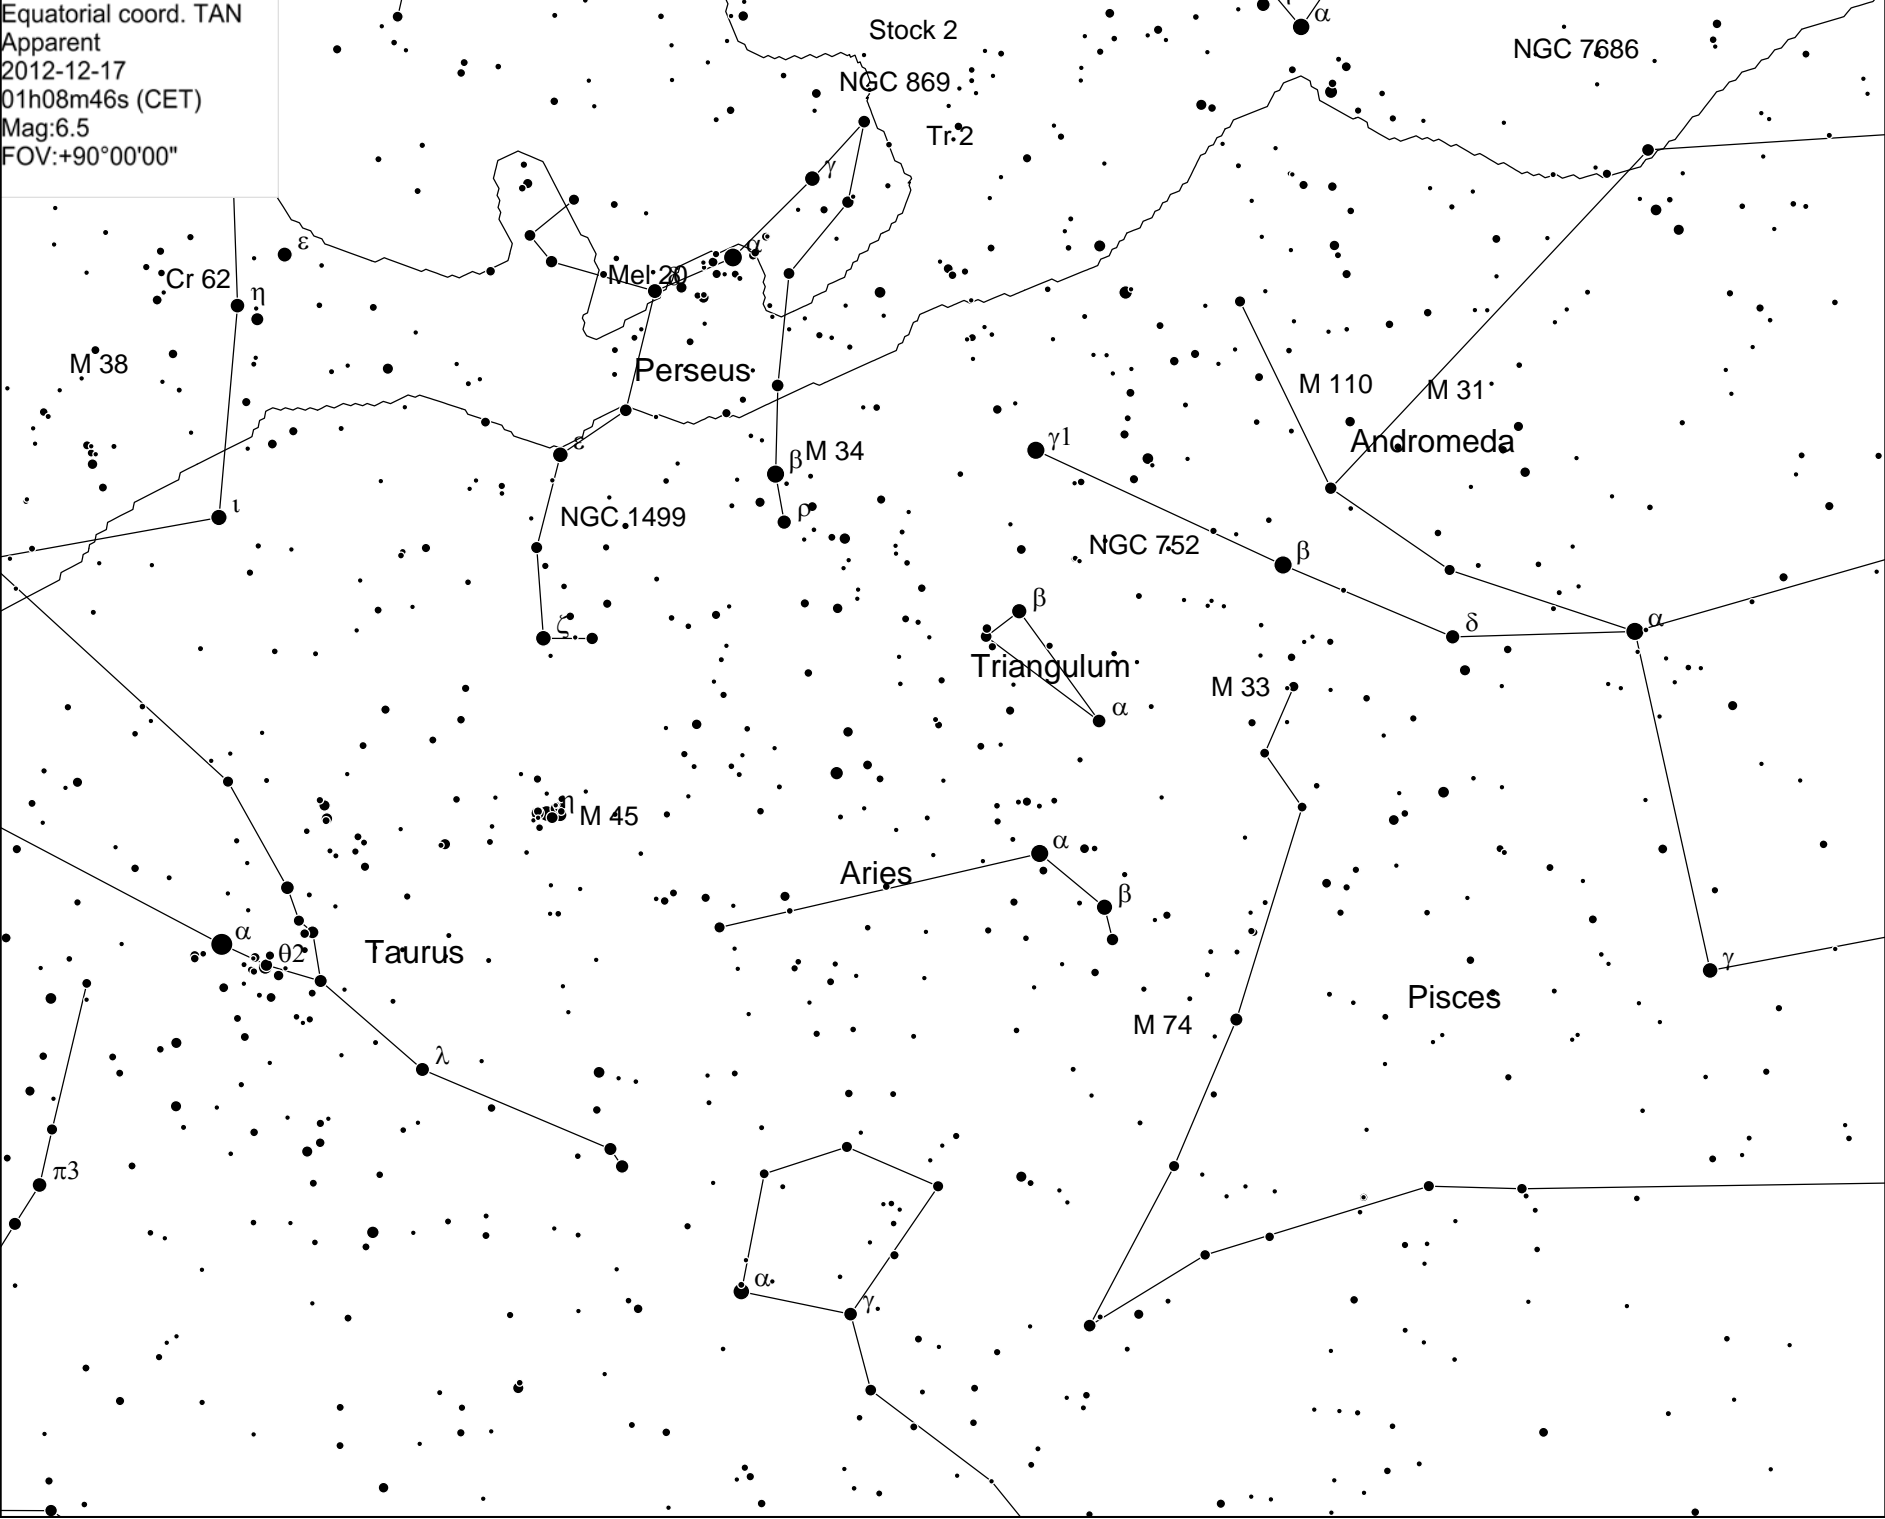 Equatorial coord. TAN
Apparent
2012-12-17
01h08m46s (CET)
Mag:6.5
FOV:+90°00'00"
α
Stock 2
NGC 7686
NGC 869
Tr 2
γ
ε
α
Mel 20
δ
Cr 62
η
M 38
Perseus
M 110
M 31
Andromeda
γ1
ε
β
M 34
ι
ρ
NGC 1499
NGC 752
β
β
ζ
δ
α
Triangulum
M 33
α
η
M 45
α
Aries
β
α
θ2
Taurus
γ
Pisces
M 74
λ
π3
α
γ